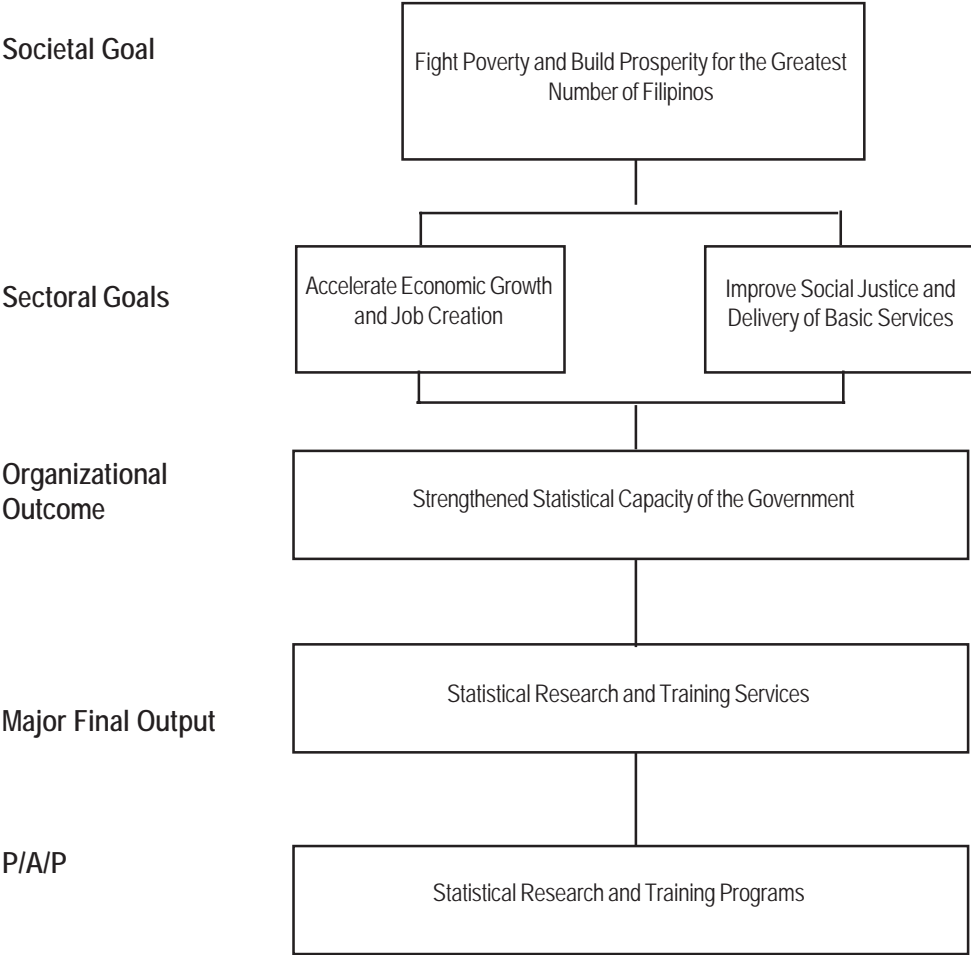 Societal Goal
Fight Poverty and Build Prosperity for the Greatest
Number of Filipinos
Sectoral Goals
Accelerate Economic Growth
and Job Creation
Improve Social Justice and
Delivery of Basic Services
Organizational
Outcome
Strengthened Statistical Capacity of the Government
Major Final Output
Statistical Research and Training Services
P/A/P
Statistical Research and Training Programs